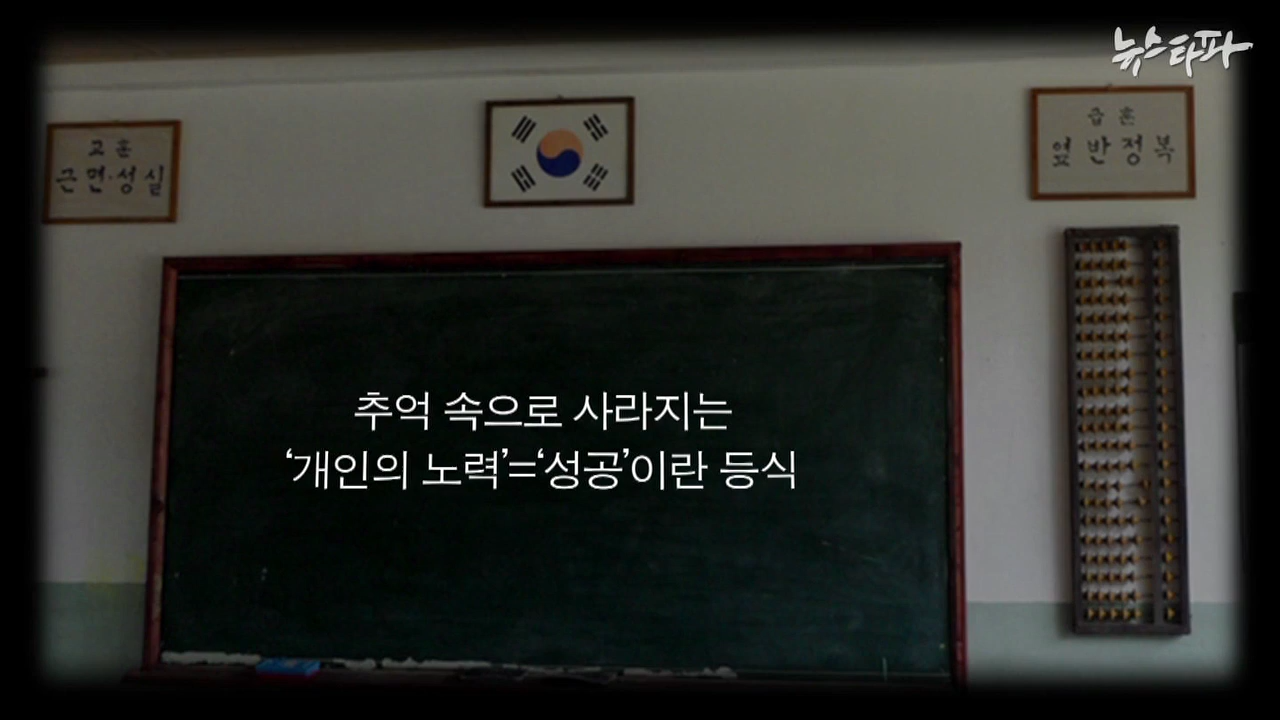 뉴스타파
교훈
근면·성실
급훈
옆반정복
추억 속으로 사라지는
‘개인의 노력’=‘성공’이란 등식